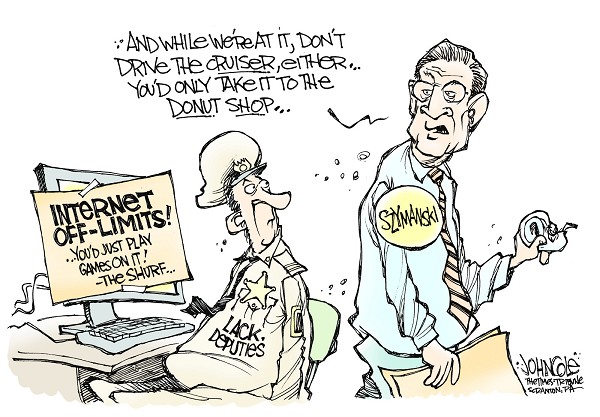 ...AND WHILE WE'RE AT IT, DON'T
DRIVE THE CRUISER, EITHER...
YOU'D ONLY TAKE IT TO THE
DONUT SHOP...
INTERNET
OFF-LIMITS!
...YOU'D JUST PLAY
GAMES ON IT!
-THE SHURF...
LACK.
DEPUTIES
SZYMANSKI
JOHN COLE
THE TIMES-TRIBUNE
SCRANTON, PA